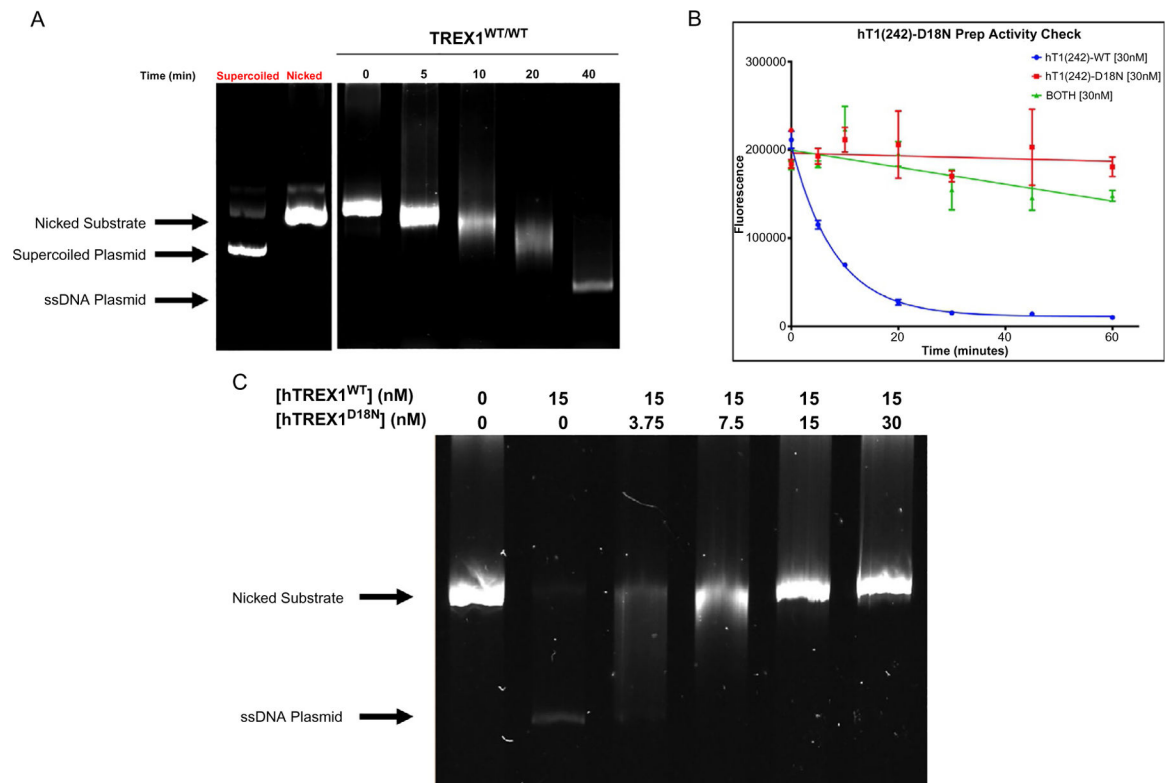 A
TREX1WT/WT
Time (min) Supercoiled Nicked 0 5 10 20 40
Nicked Substrate
Supercoiled Plasmid
ssDNA Plasmid
B
hT1(242)-D18N Prep Activity Check
hT1(242)-WT [30nM]
hT1(242)-D18N [30nM]
BOTH [30nM]
300000
200000
100000
0
Fluorescence
0 20 40 60
Time (minutes)
C
[hTREX1WT] (nM) 0 15 15 15 15 15
[hTREX1D18N] (nM) 0 0 3.75 7.5 15 30
Nicked Substrate
ssDNA Plasmid